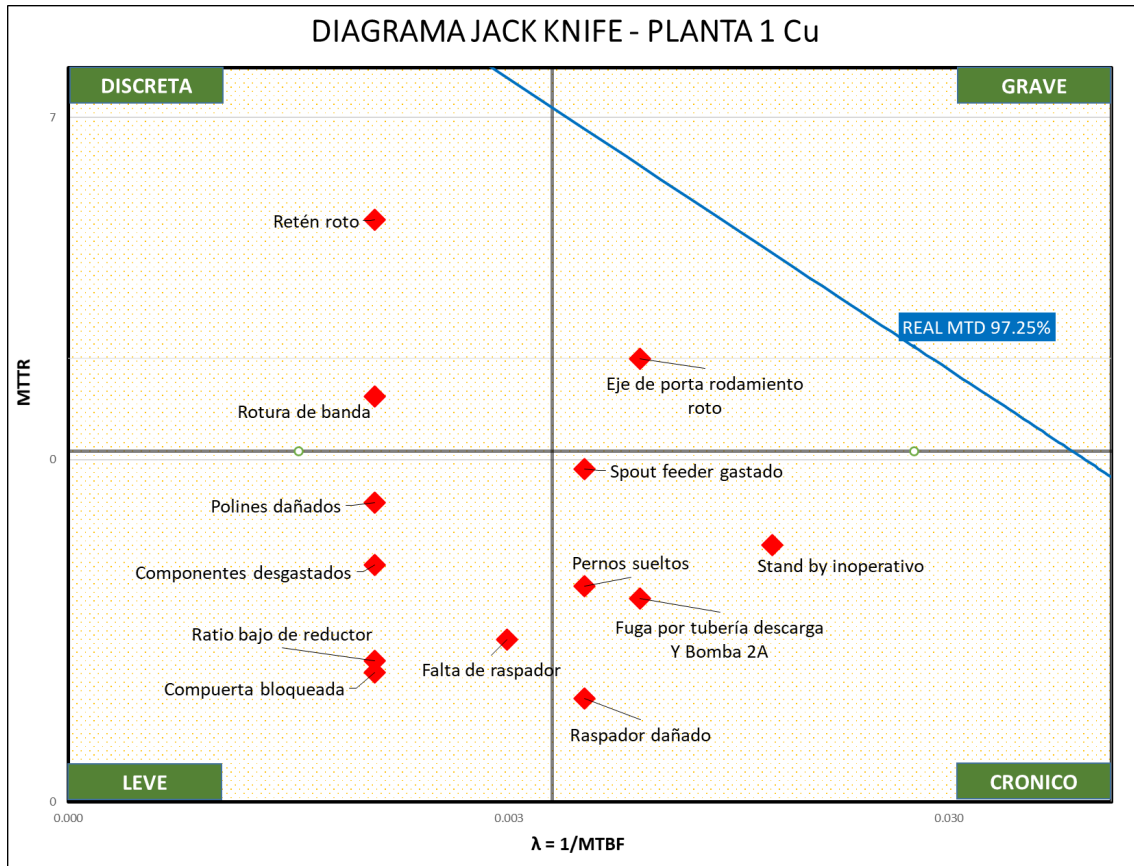 DIAGRAMA JACK KNIFE - PLANTA 1 Cu
DISCRETA
GRAVE
7
Retén roto
REAL MTD 97.25%
Eje de porta rodamiento
roto
Rotura de banda
MTTR
0
Spout feeder gastado
Polines dañados
Pernos sueltos
Stand by inoperativo
Componentes desgastados
Fuga por tubería descarga
Y Bomba 2A
Ratio bajo de reductor
Falta de raspador
Compuerta bloqueada
Raspador dañado
LEVE
CRONICO
0
0.000
0.003
0.030
λ = 1/MTBF